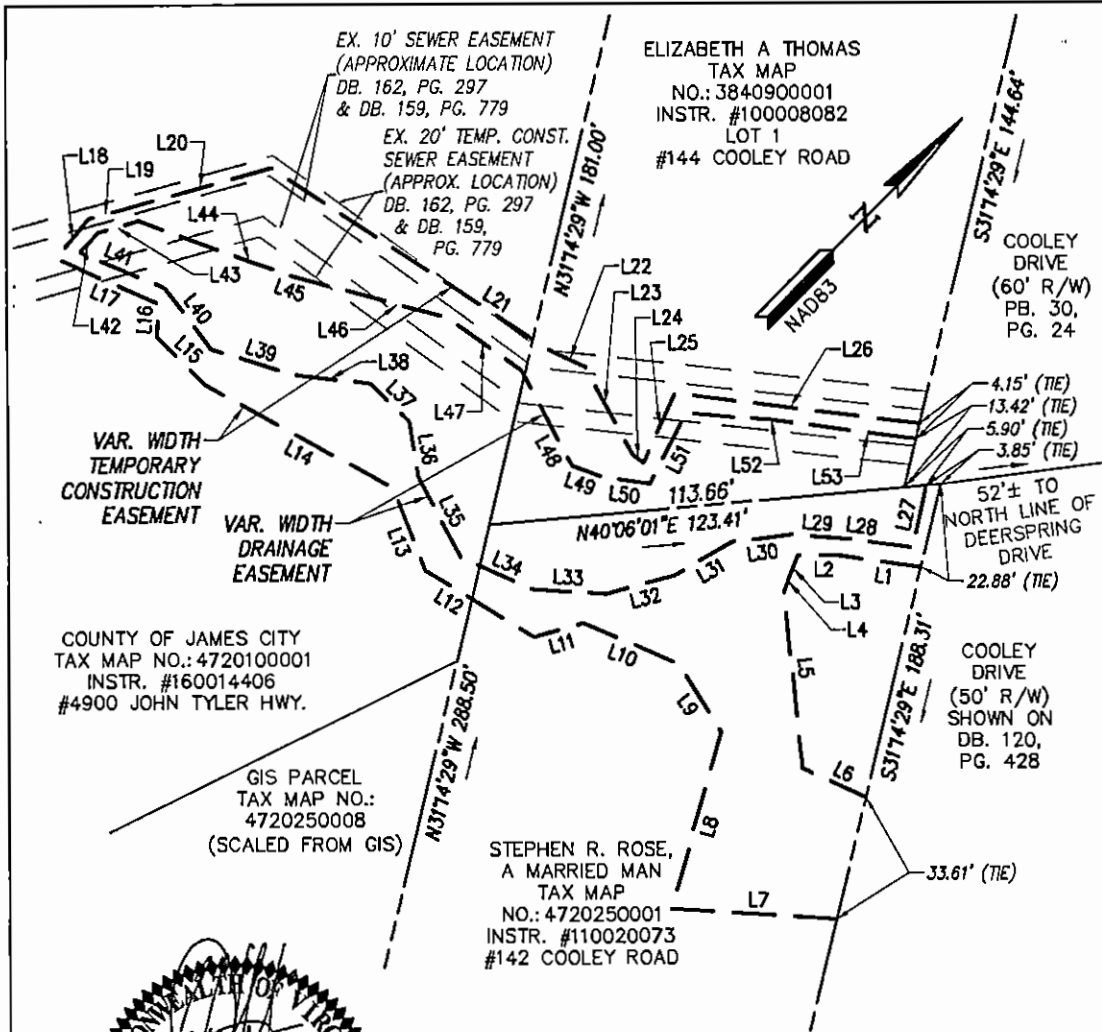 EX. 10' SEWER EASEMENT
(APPROXIMATE LOCATION)
DB. 162, PG. 297
& DB. 159, PG. 779
EX. 20' TEMP. CONST.
SEWER EASEMENT
(APPROX. LOCATION)
DB. 162, PG. 297
& DB. 159,
PG. 779
ELIZABETH A THOMAS
TAX MAP
NO.: 3840900001
INSTR. #100008082
LOT 1
#144 COOLEY ROAD
N31°14'29"W 181.00'
S31°14'29"E 144.64'
COOLEY
DRIVE
(60' R/W)
PB. 30,
PG. 24
N
NAD83
L18
L19
L20
L44
L41
L17
L42
L43
L45
L46
L21
L22
L23
L24
L25
L26
L16
L40
L15
L39
L38
L37
L47
L36
L14
L48
L49
L50
L51
L52
L53
4.15' (TIE)
13.42' (TIE)
5.90' (TIE)
3.85' (TIE)
VAR. WIDTH
TEMPORARY
CONSTRUCTION
EASEMENT
VAR. WIDTH
DRAINAGE
EASEMENT
L35
L13
L12
113.66'
N40°06'01"E 123.41'
L27
52'± TO
NORTH LINE OF
DEERSPRING
DRIVE
22.88' (TIE)
L34
L33
L32
L31
L30
L29
L28
L2
L1
L3
L4
L5
L6
L11
L10
L9
L8
L7
COUNTY OF JAMES CITY
TAX MAP NO.: 4720100001
INSTR. #160014406
#4900 JOHN TYLER HWY.
N31°14'29"W 288.50'
S31°14'29"E 188.31'
COOLEY
DRIVE
(50' R/W)
SHOWN ON
DB. 120,
PG. 428
GIS PARCEL
TAX MAP NO.:
4720250008
(SCALED FROM GIS)
STEPHEN R. ROSE,
A MARRIED MAN
TAX MAP
NO.: 4720250001
INSTR. #110020073
#142 COOLEY ROAD
33.61' (TIE)